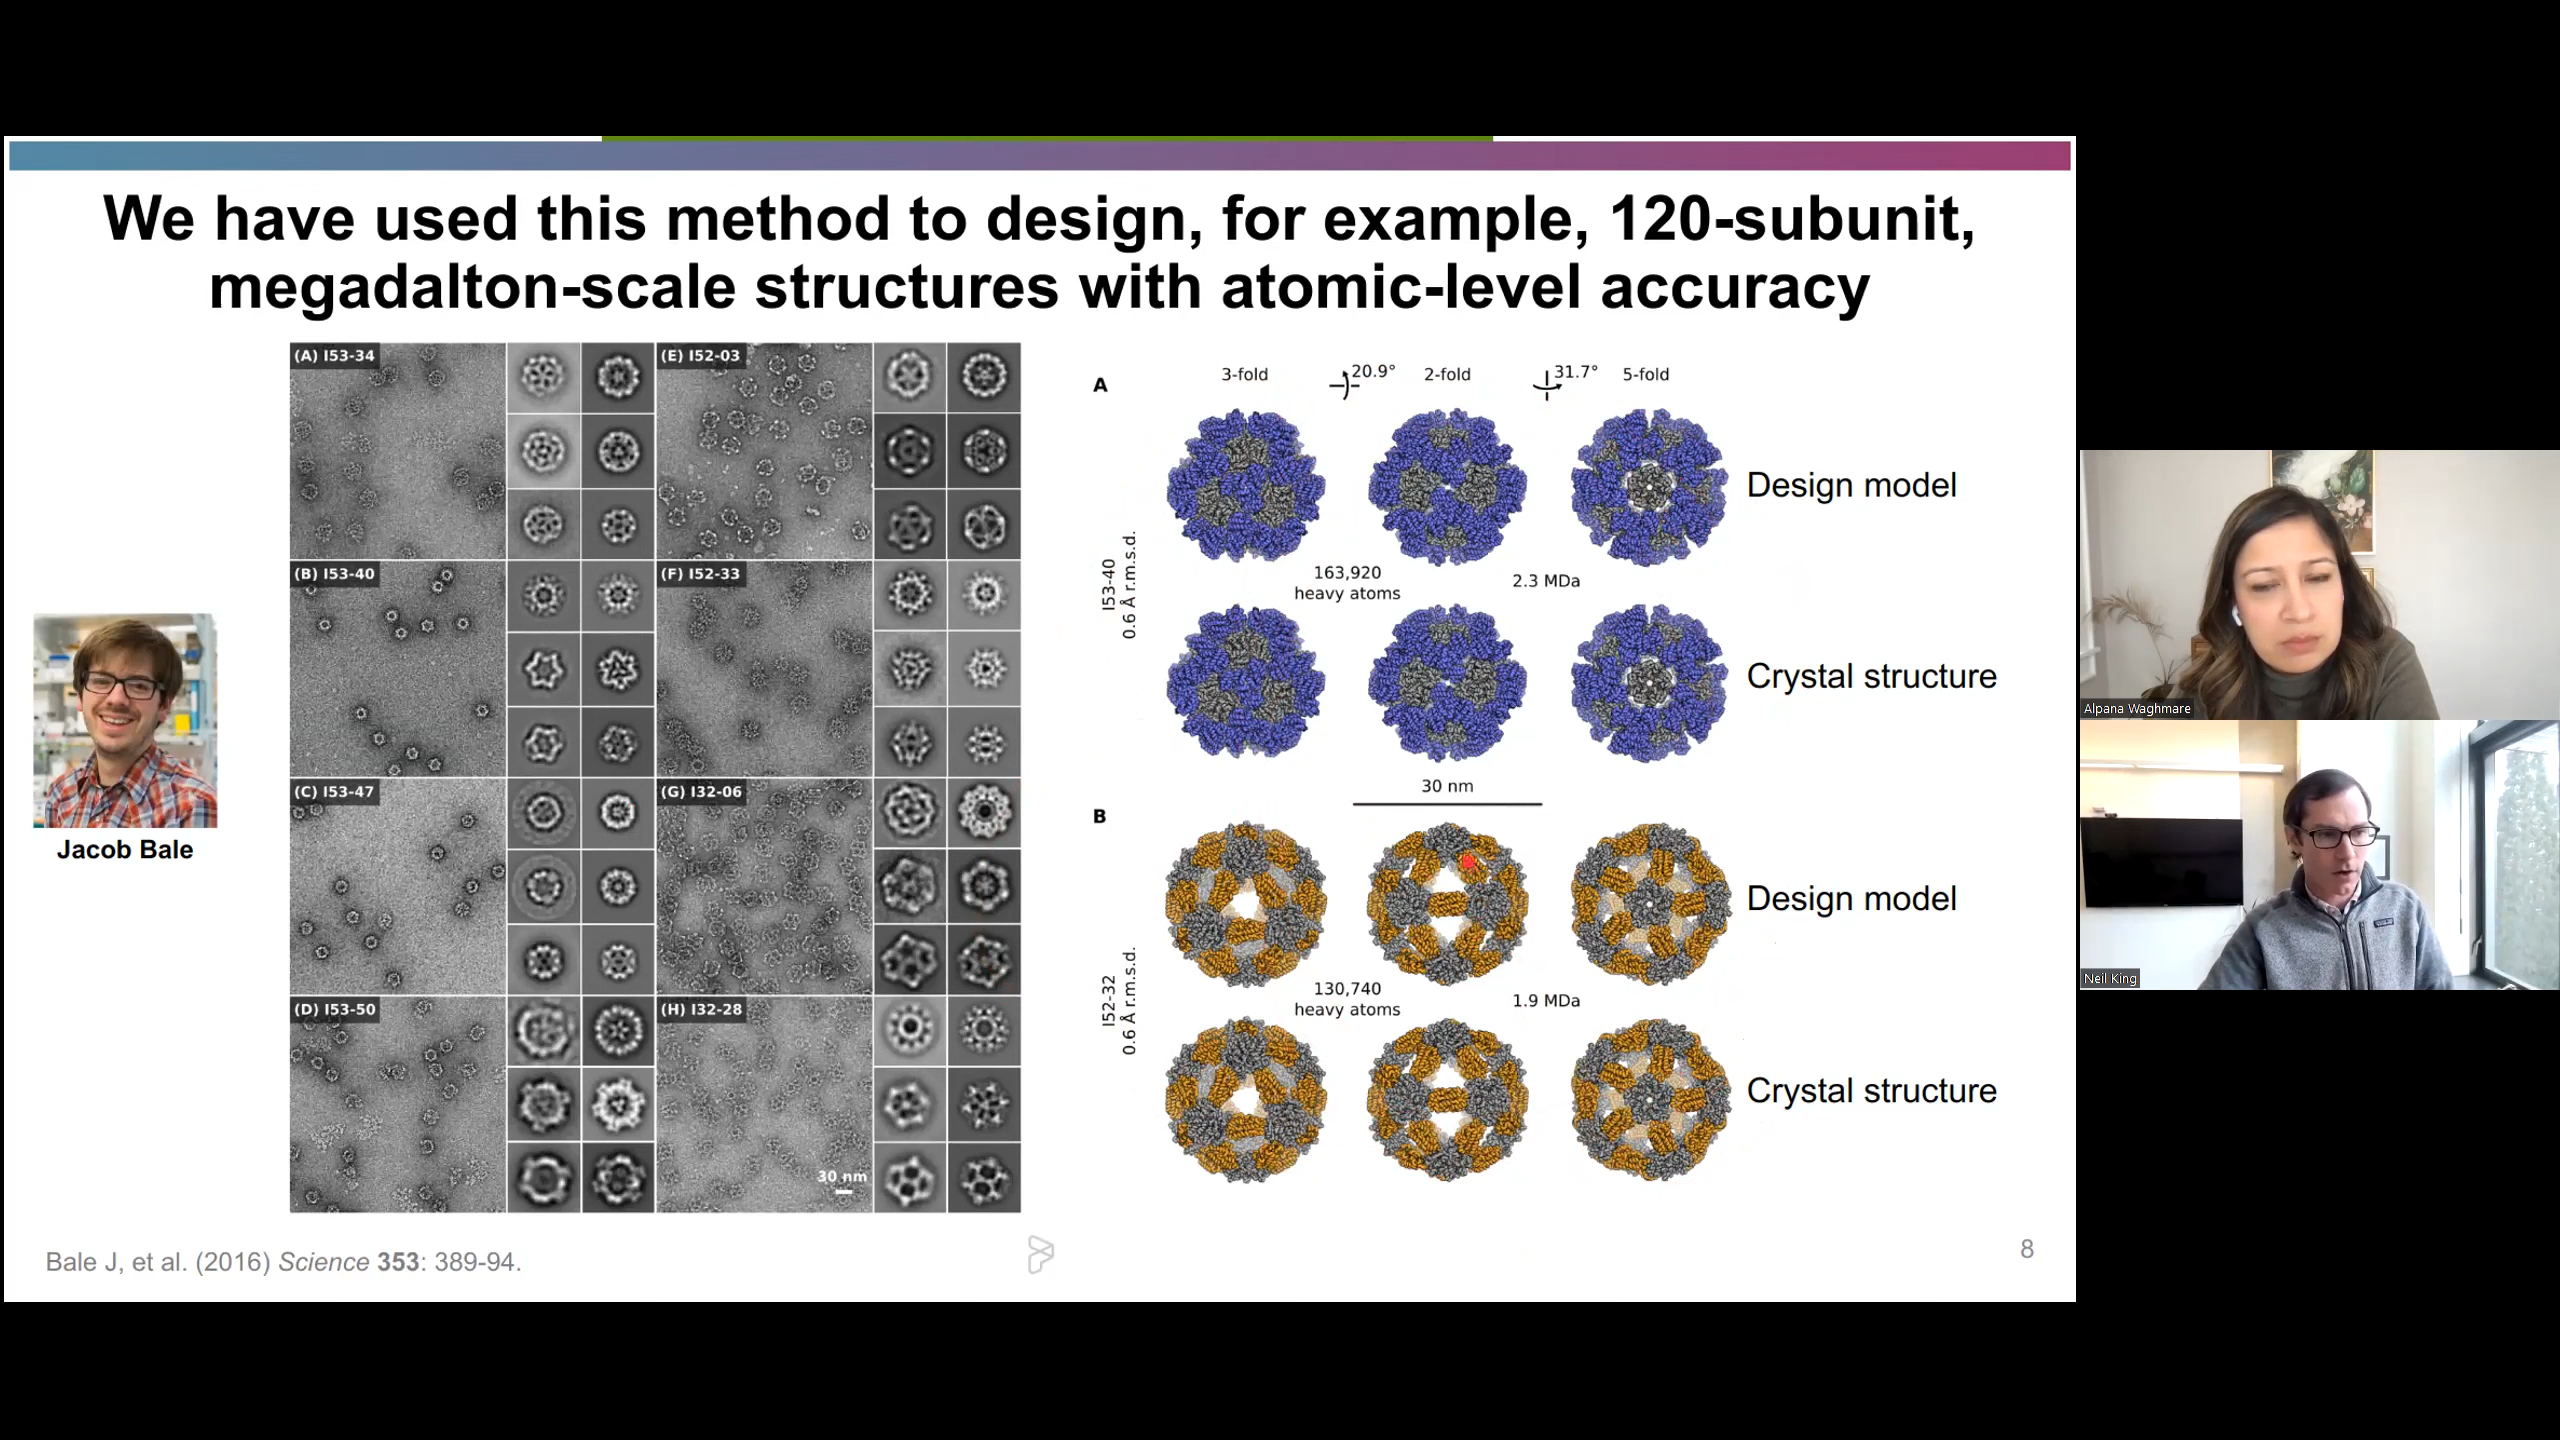 We have used this method to design, for example, 120-subunit,
megadalton-scale structures with atomic-level accuracy
Jacob Bale
(A) I53-34
(E) I52-03
(B) I53-40
(F) I52-33
(C) I53-47
(G) I32-06
(D) I53-50
(H) I32-28
30 nm
A
3-fold
20.9°
2-fold
31.7°
5-fold
Design model
I53-40
0.6 Å r.m.s.d.
163,920
heavy atoms
2.3 MDa
Crystal structure
30 nm
B
Design model
I52-32
0.6 Å r.m.s.d.
130,740
heavy atoms
1.9 MDa
Crystal structure
Bale J, et al. (2016) Science 353: 389-94.
8
Alpana Waghmare
Neil King